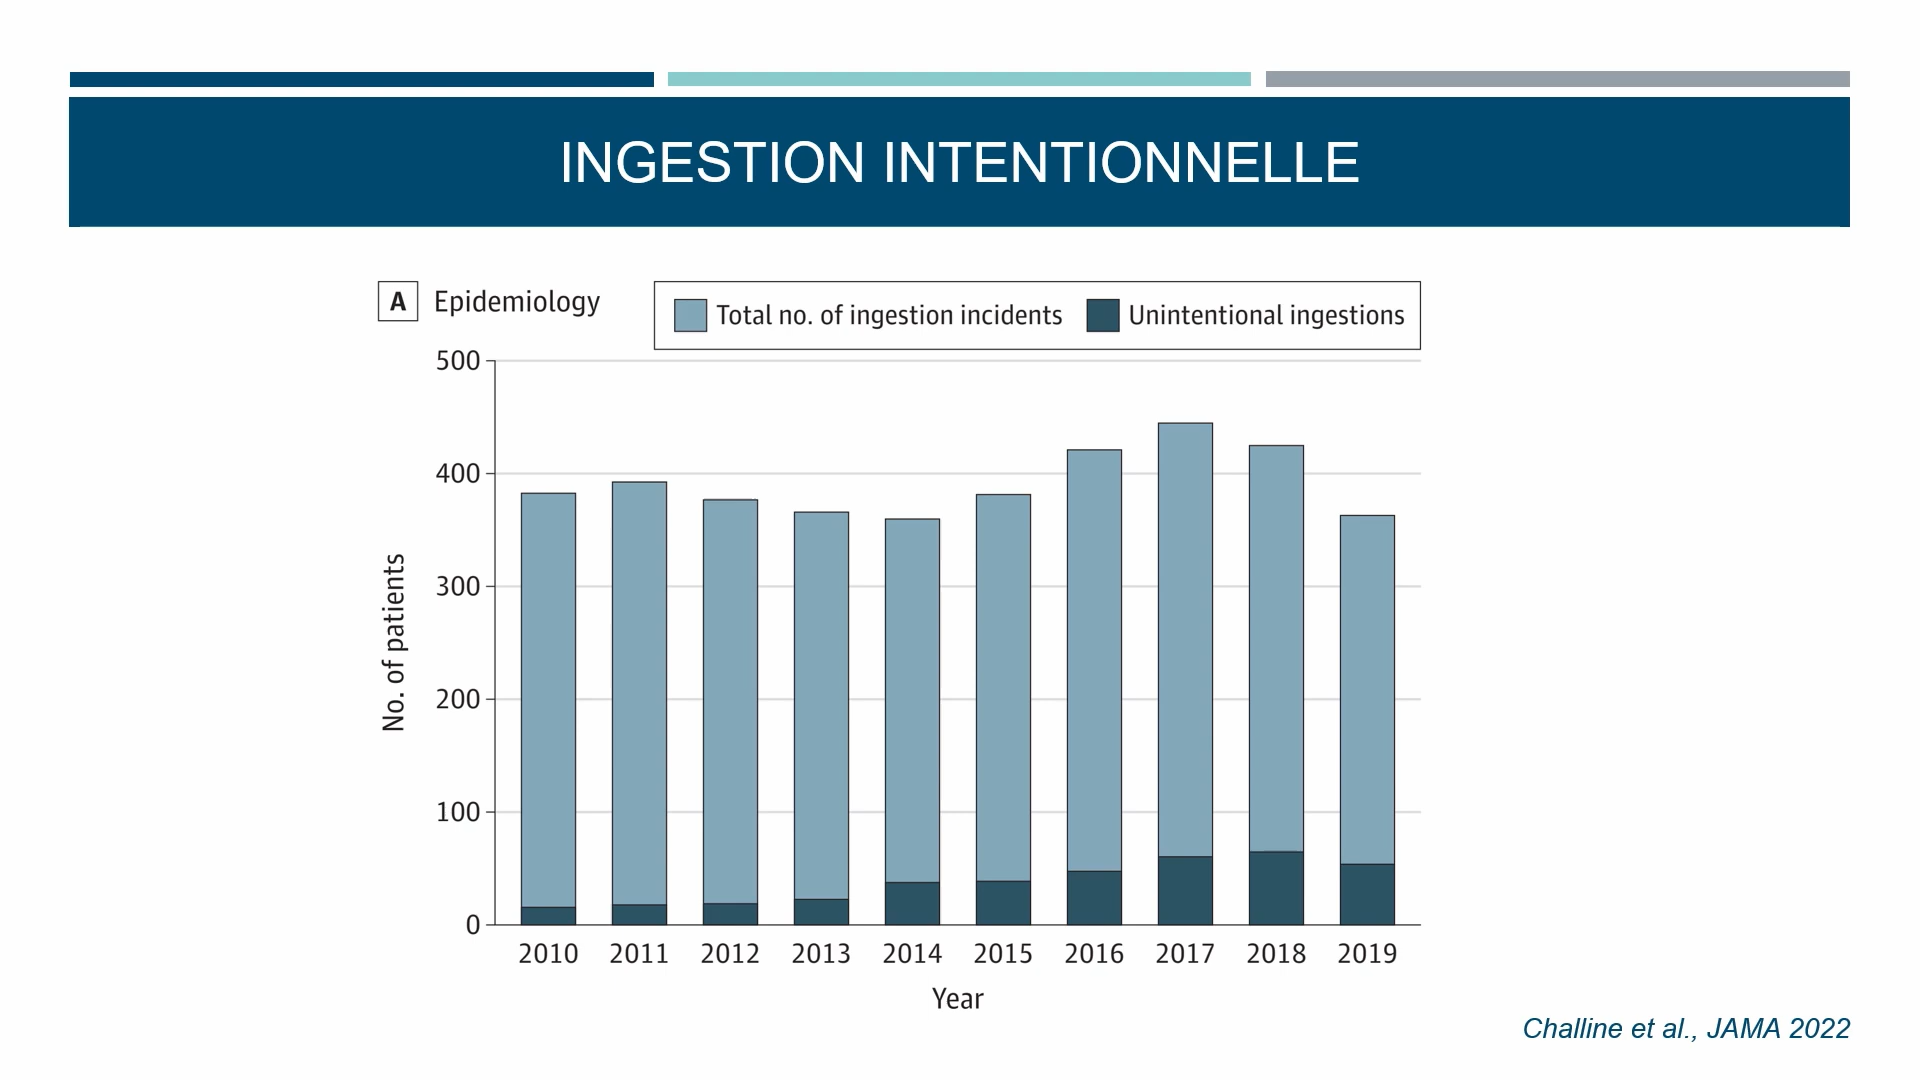 INGESTION INTENTIONNELLE
A Epidemiology
Total no. of ingestion incidents
Unintentional ingestions
500
400
300
200
100
0
No. of patients
2010 2011 2012 2013 2014 2015 2016 2017 2018 2019
Year
Challine et al., JAMA 2022